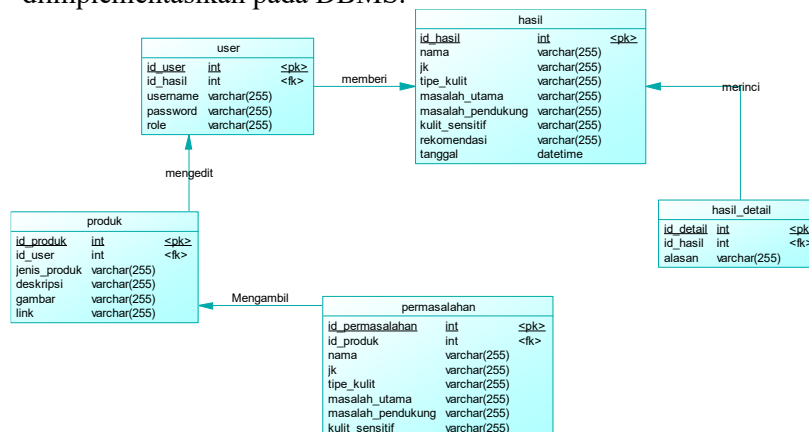 diimplementasikan pada DBMS.
hasil
id_hasil int <pk>
nama varchar(255)
jk varchar(255)
tipe_kulit varchar(255)
masalah_utama varchar(255)
masalah_pendukung varchar(255)
kulit_sensitif varchar(255)
rekomendasi varchar(255)
tanggal datetime
user
id_user int <pk>
id_hasil int <fk>
username varchar(255)
password varchar(255)
role varchar(255)
memberi
merinci
mengedit
produk
id_produk int <pk>
id_user int <fk>
jenis_produk varchar(255)
deskripsi varchar(255)
gambar varchar(255)
link varchar(255)
hasil_detail
id_detail int <pk
id_hasil int <fk>
alasan varchar(255)
Mengambil
permasalahan
id_permasalahan int <pk>
id_produk int <fk>
nama varchar(255)
jk varchar(255)
tipe_kulit varchar(255)
masalah_utama varchar(255)
masalah_pendukung varchar(255)
kulit_sensitif varchar(255)